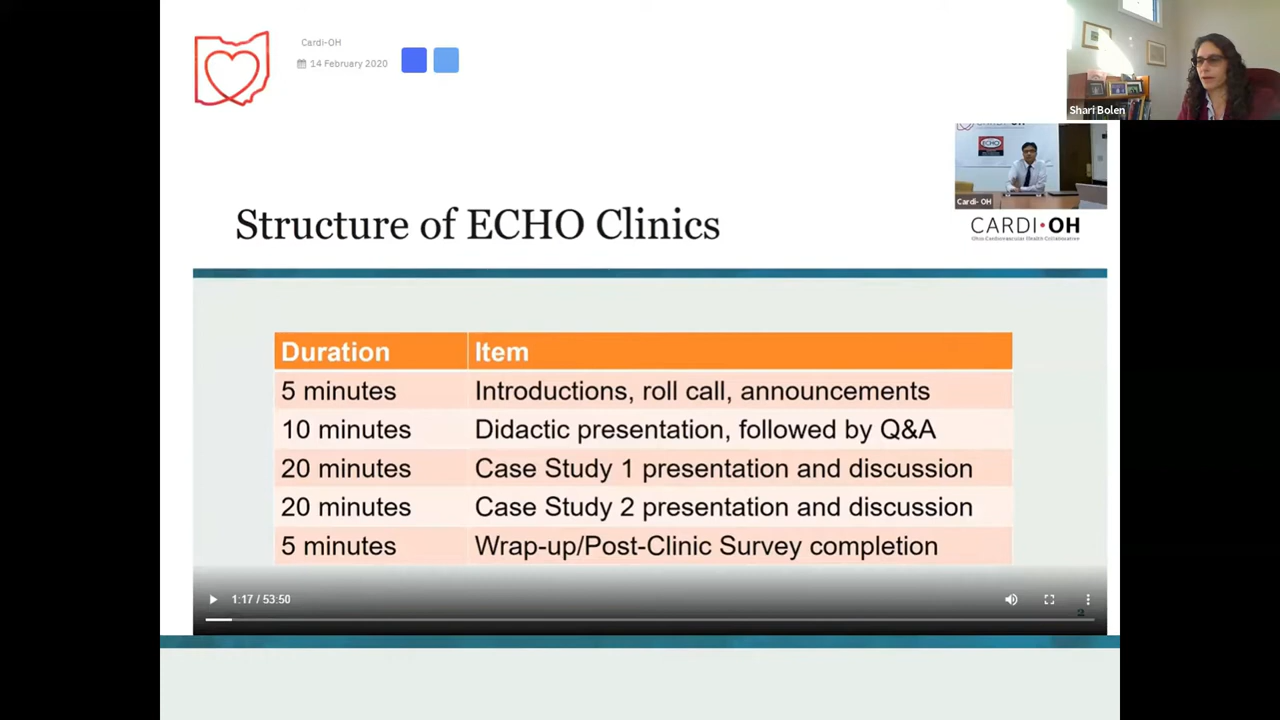 Cardi-OH
14 February 2020
Shari Bolen
ECHO
Cardi- OH
CARDI•OH
Ohio Cardiovascular Health Collaborative
Structure of ECHO Clinics
Duration Item
5 minutes Introductions, roll call, announcements
10 minutes Didactic presentation, followed by Q&A
20 minutes Case Study 1 presentation and discussion
20 minutes Case Study 2 presentation and discussion
5 minutes Wrap-up/Post-Clinic Survey completion
1:17 / 53:50
2